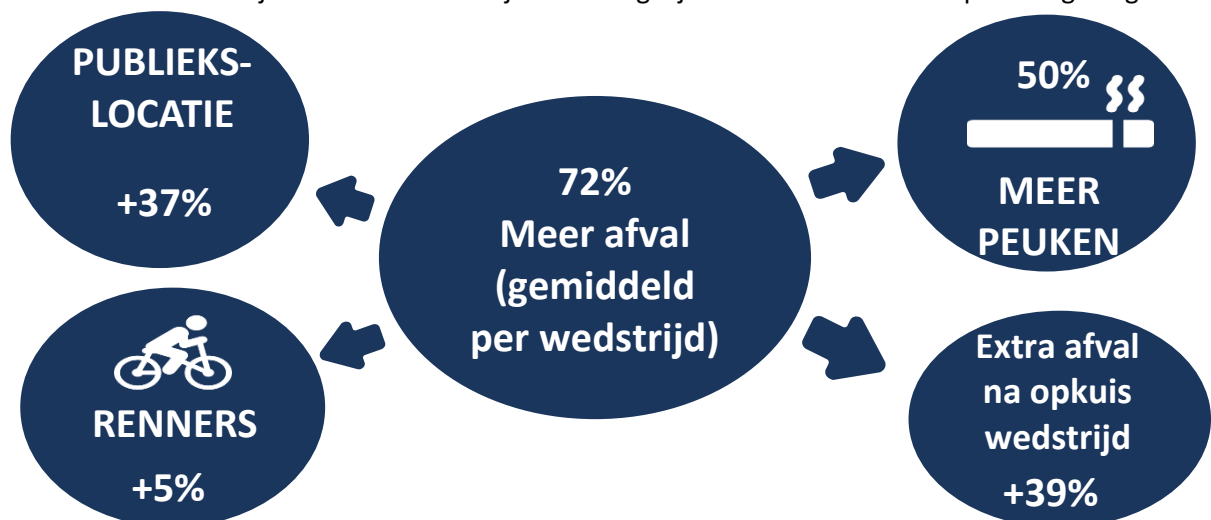 PUBLIEKS-
LOCATIE
+37%
72%
Meer afval
(gemiddeld
per wedstrijd)
50%
MEER
PEUKEN
RENNERS
+5%
Extra afval
na opkuis
wedstrijd
+39%